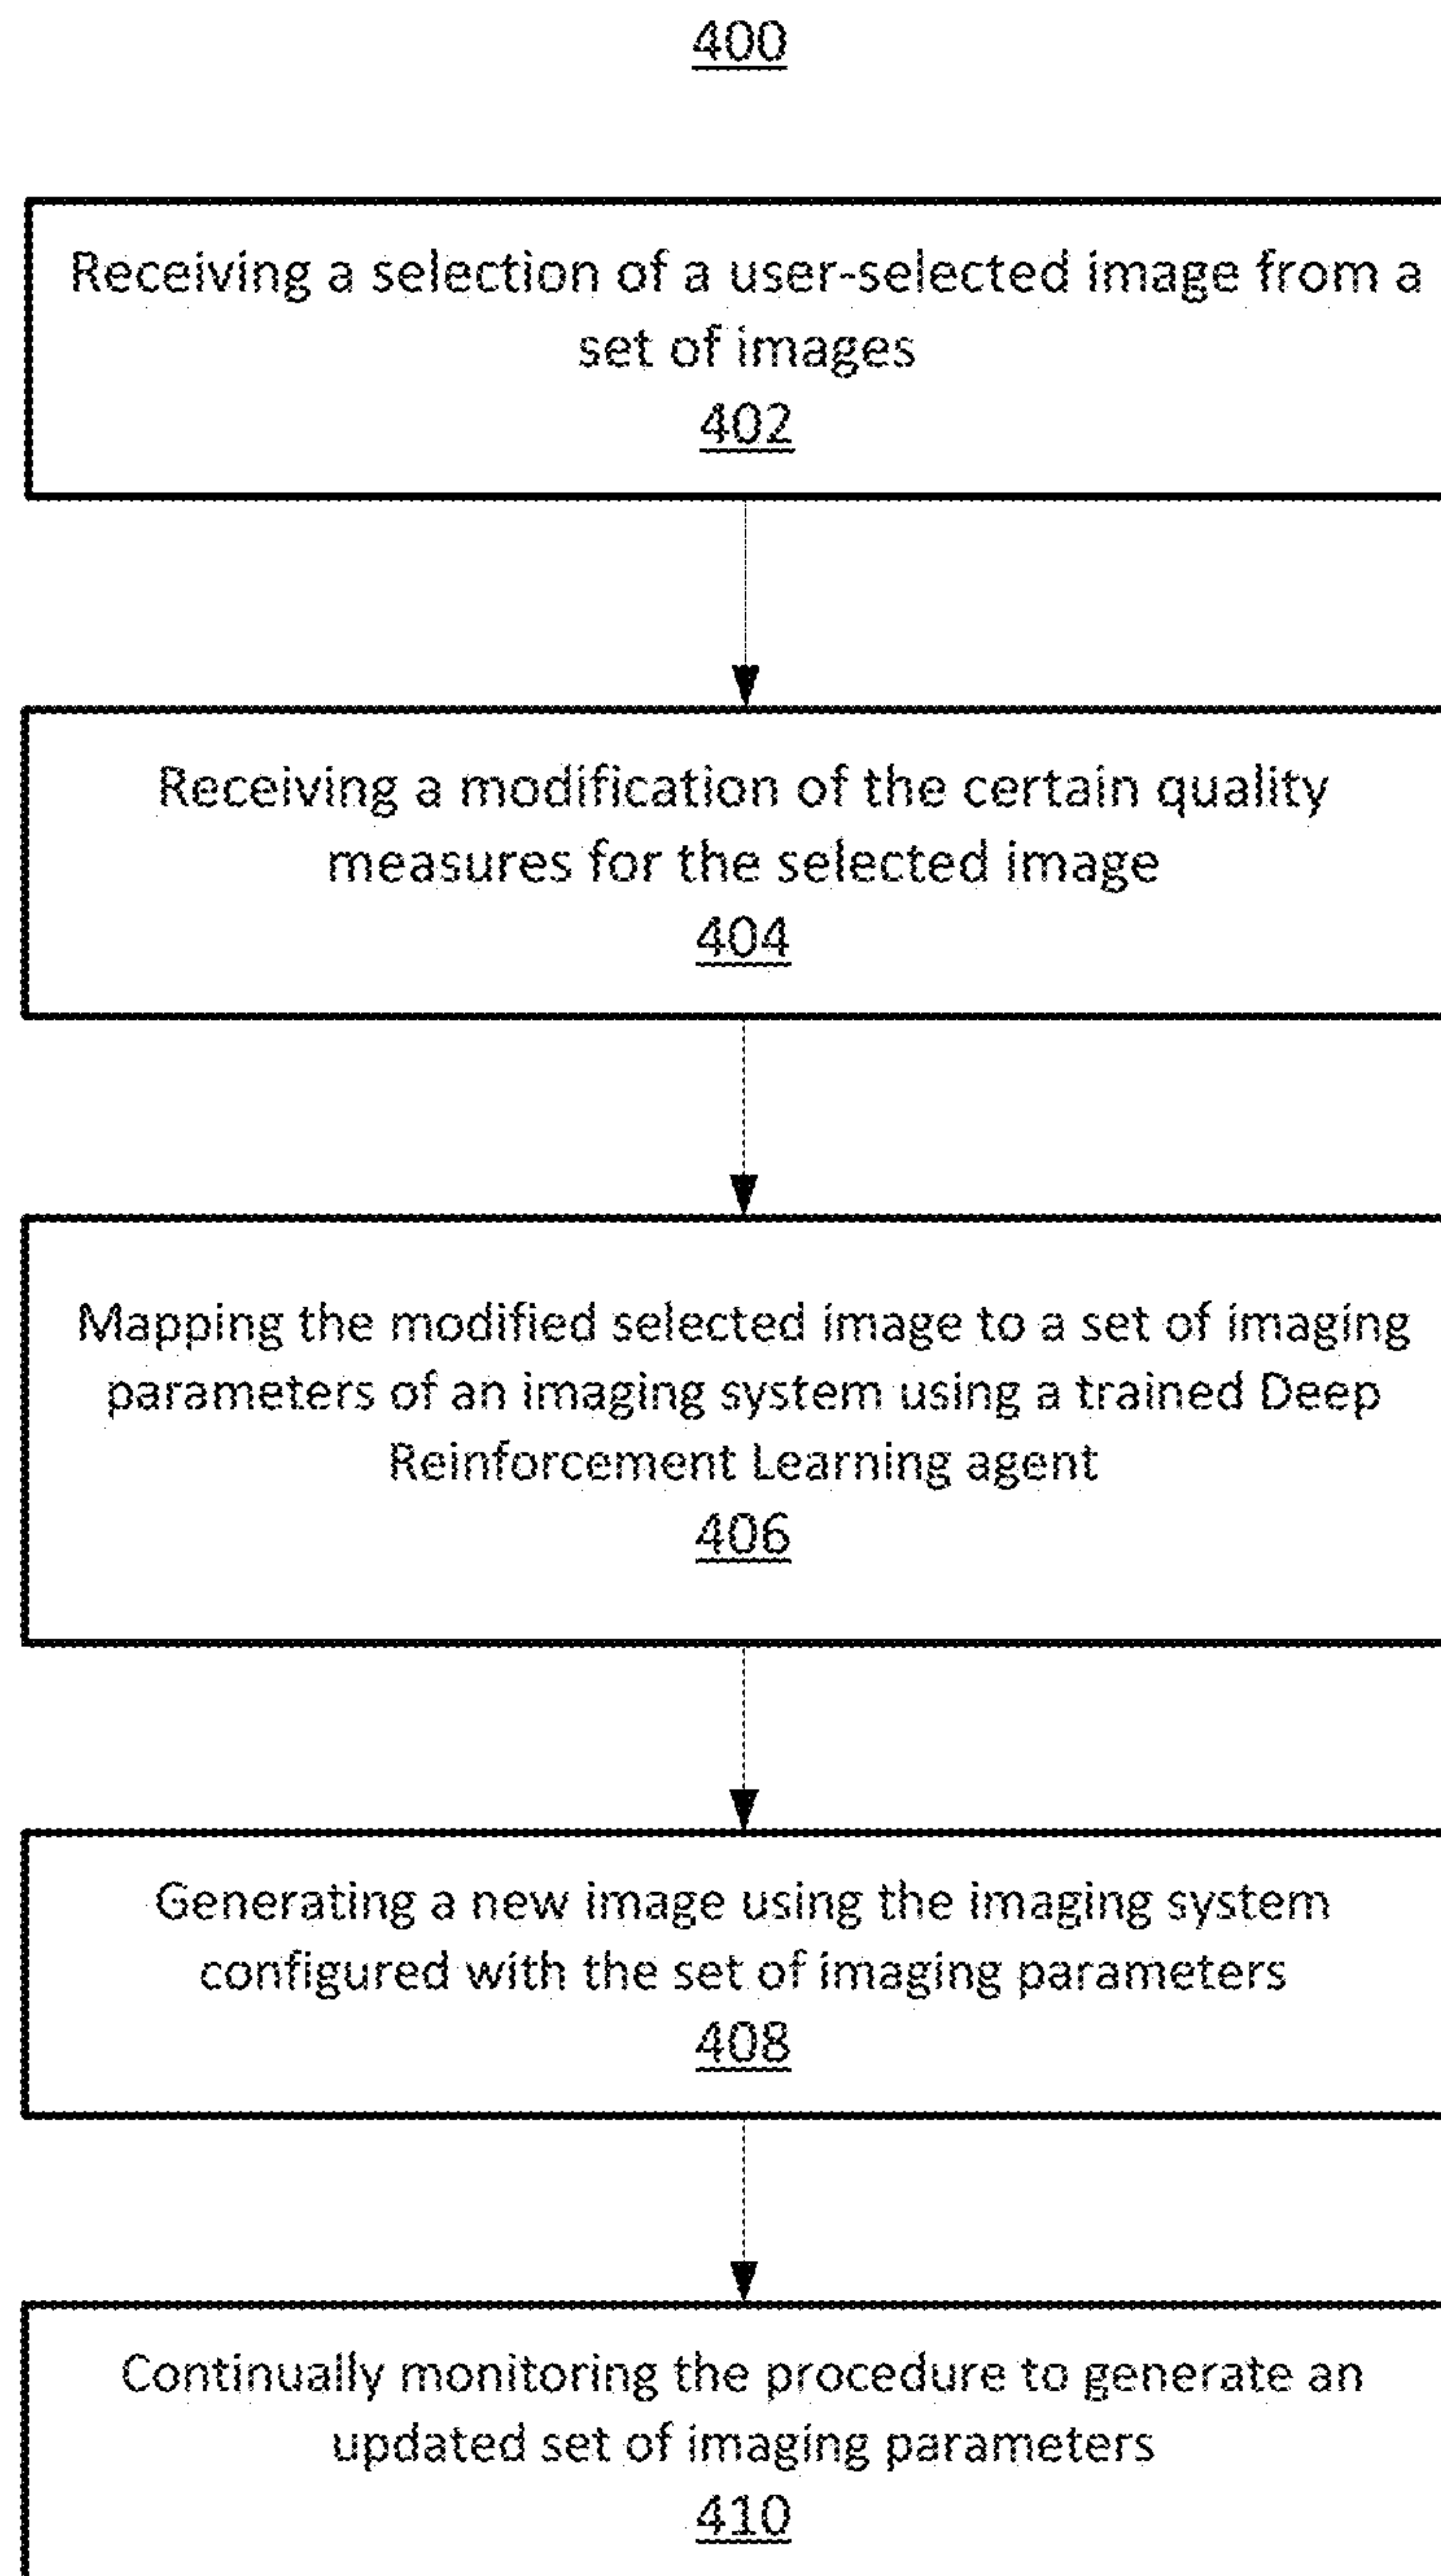 400
Receiving a selection of a user-selected image from a
set of images
402
Receiving a modification of the certain quality
measures for the selected image
404
Mapping the modified selected image to a set of imaging
parameters of an imaging system using a trained Deep
Reinforcement Learning agent
406
Generating a new image using the imaging system
configured with the set of imaging parameters
408
Continually monitoring the procedure to generate an
updated set of imaging parameters
410